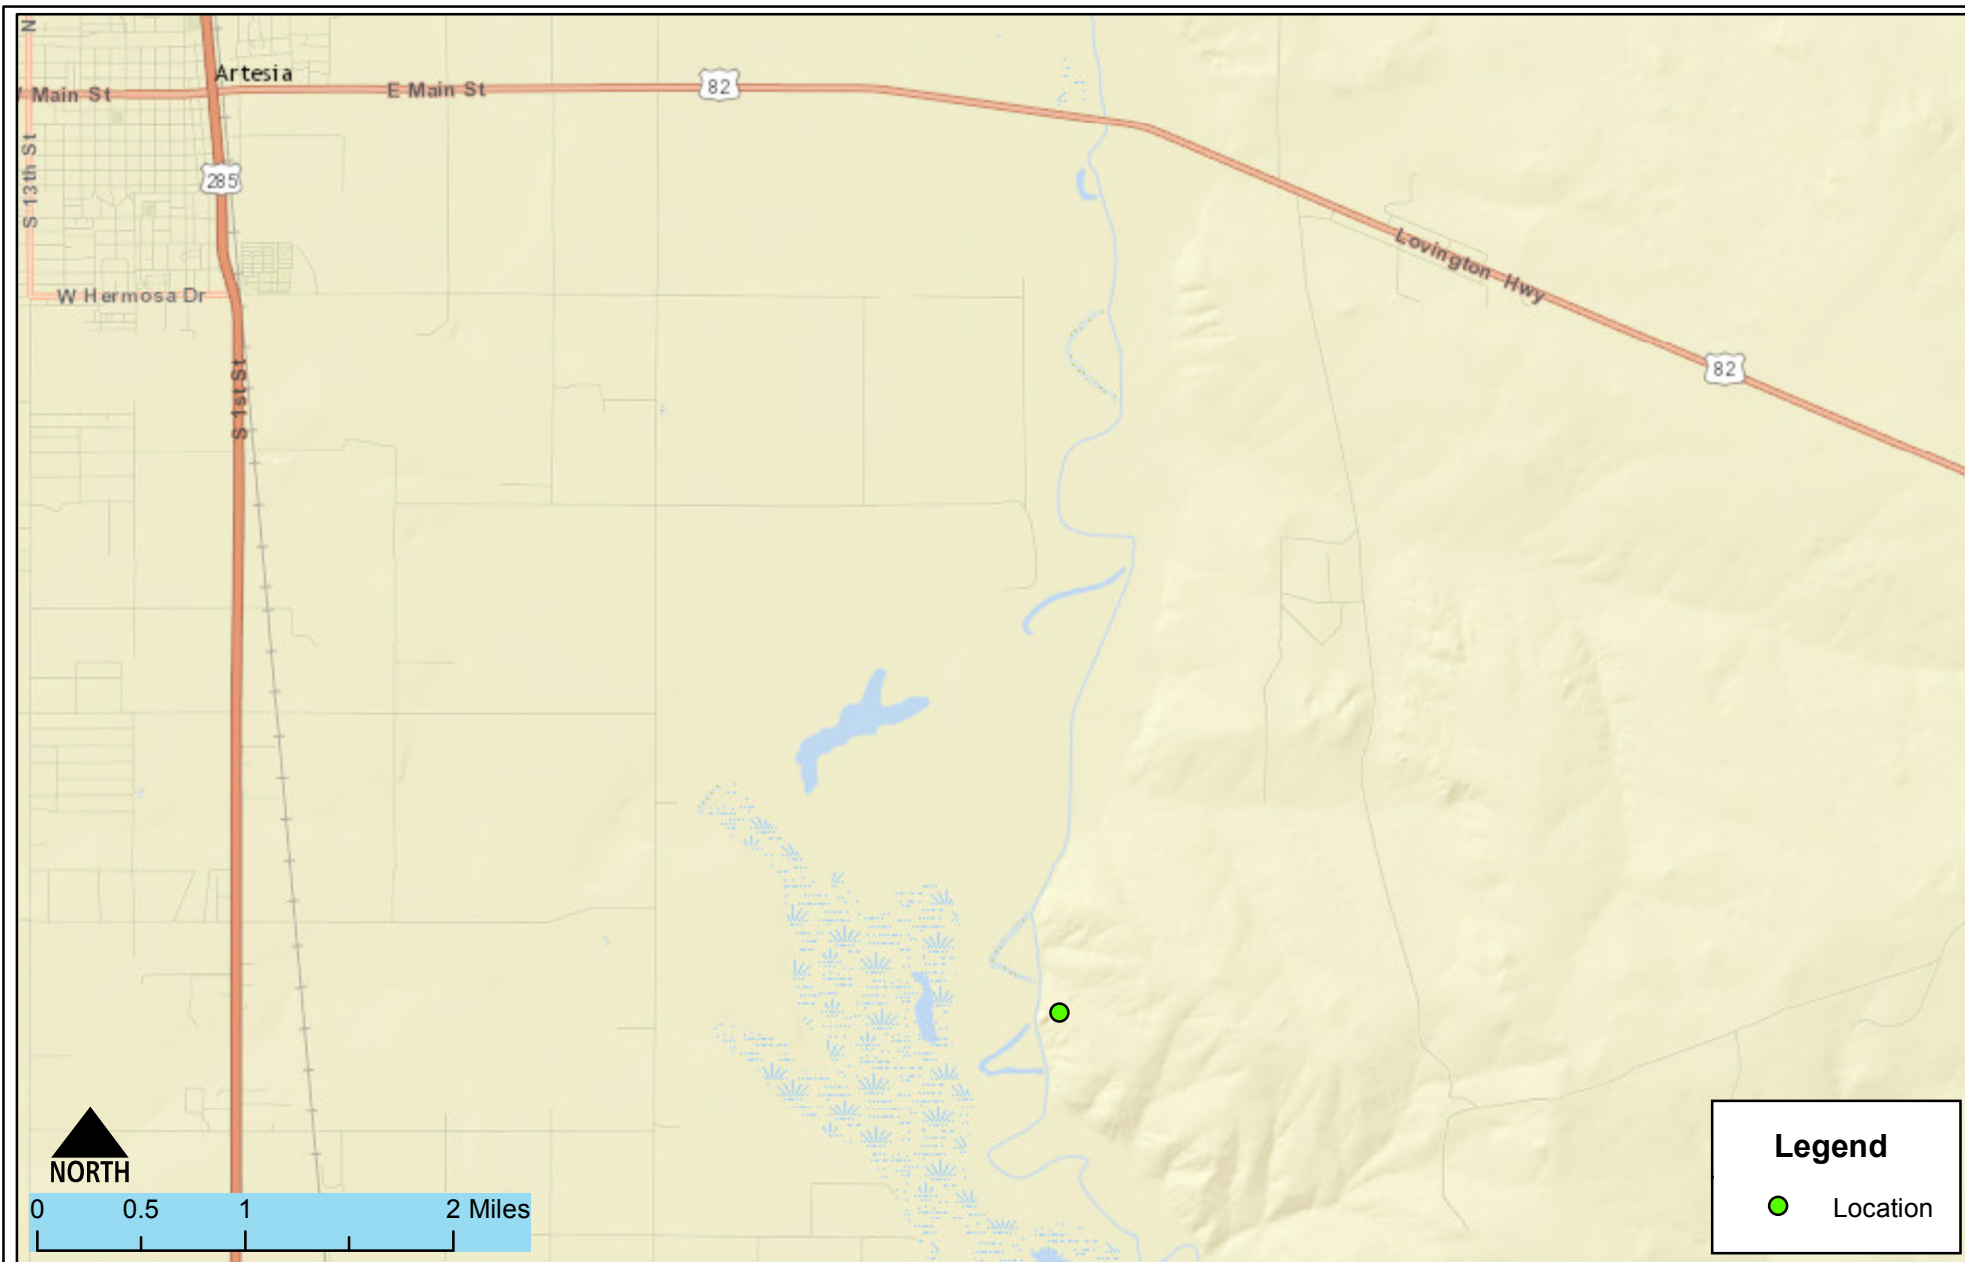 N
Artesia
Main St
E Main St
82
S 13th St
285
Lovington Hwy
W Hermosa Dr
S 1st St
82
NORTH
0 0.5 1 2 Miles
Legend
Location